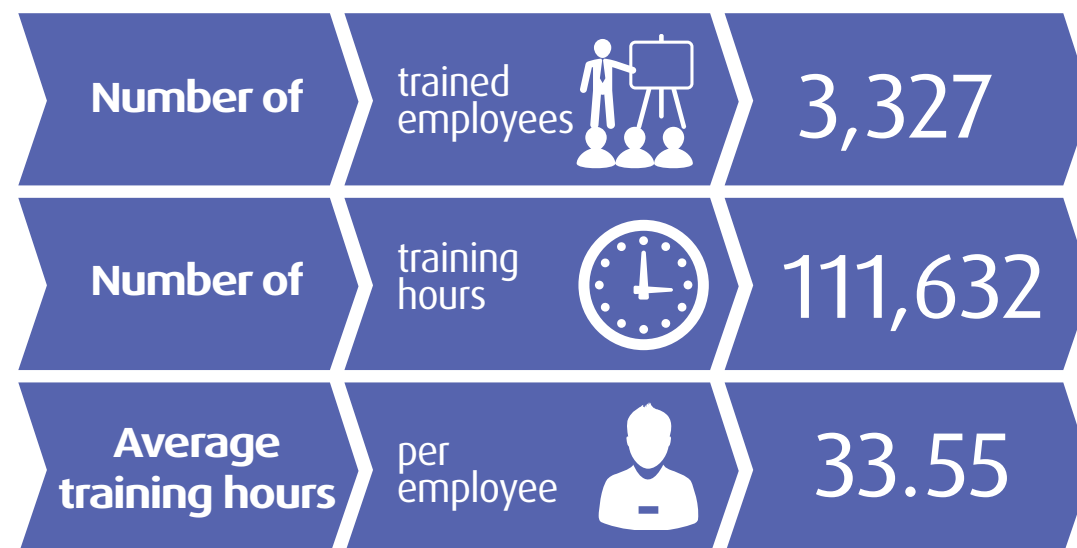 Number of
trained
employees
3,327
Number of
training
hours
111,632
Average
training hours
per
employee
33.55